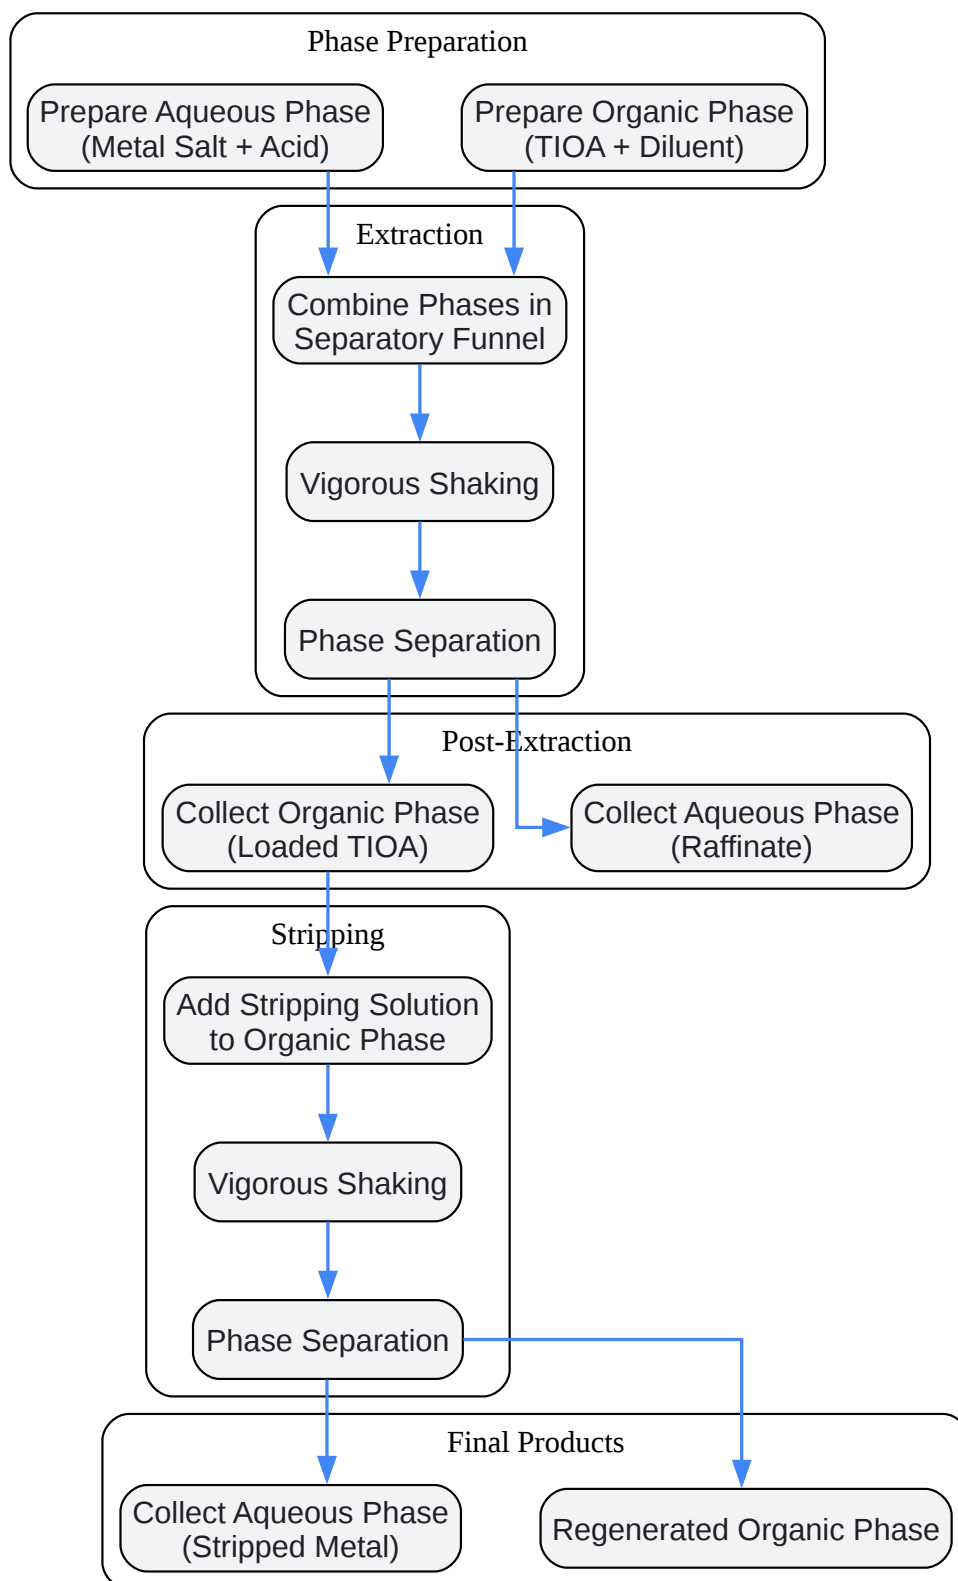 Phase Preparation
Prepare Aqueous Phase
(Metal Salt + Acid)
Prepare Organic Phase
(TIOA + Diluent)
Extraction
Combine Phases in
Separatory Funnel
Vigorous Shaking
Phase Separation
Post-Extraction
Collect Organic Phase
(Loaded TIOA)
Collect Aqueous Phase
(Raffinate)
Stripping
Add Stripping Solution
to Organic Phase
Vigorous Shaking
Phase Separation
Final Products
Collect Aqueous Phase
(Stripped Metal)
Regenerated Organic Phase